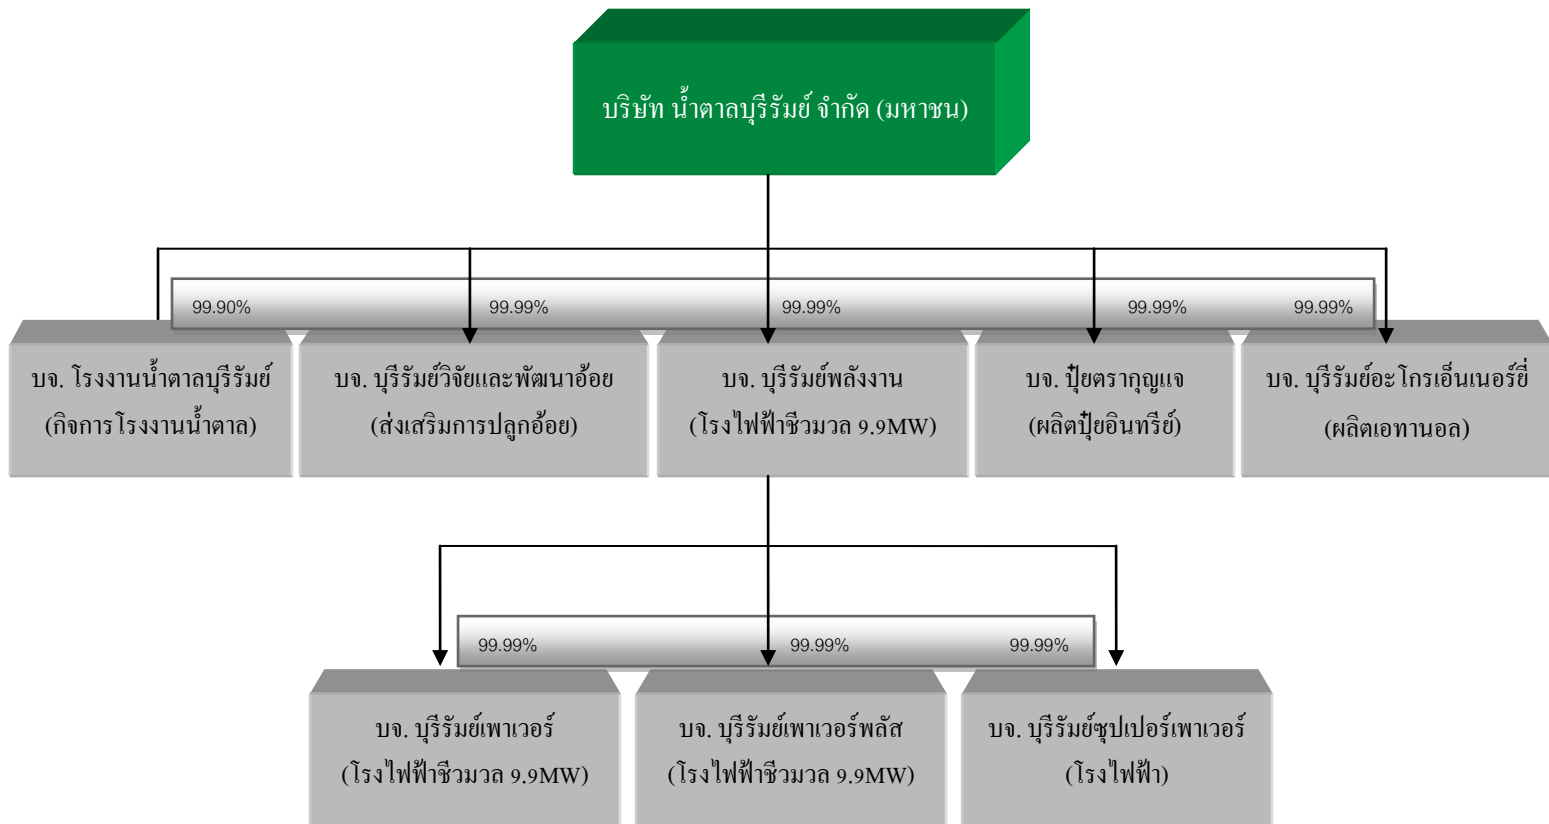 บริษัท น้ำตาลบุรีรัมย์ จำกัด (มหาชน)
99.90%
99.99%
99.99%
99.99%
99.99%
บจ. โรงงานน้ำตาลบุรีรัมย์
(กิจการโรงงานน้ำตาล)
บจ. บุรีรัมย์วิจัยและพัฒนาอ้อย
(ส่งเสริมการปลูกอ้อย)
บจ. บุรีรัมย์พลังงาน
(โรงไฟฟ้าชีวมวล 9.9MW)
บจ. ปุ๋ยตรากุญแจ
(ผลิตปุ๋ยอินทรีย์)
บจ. บุรีรัมย์อะโกรเอ็นเนอร์ยี่
(ผลิตเอทานอล)
99.99%
99.99%
99.99%
บจ. บุรีรัมย์เพาเวอร์
(โรงไฟฟ้าชีวมวล 9.9MW)
บจ. บุรีรัมย์เพาเวอร์พลัส
(โรงไฟฟ้าชีวมวล 9.9MW)
บจ. บุรีรัมย์ซุปเปอร์เพาเวอร์
(โรงไฟฟ้า)